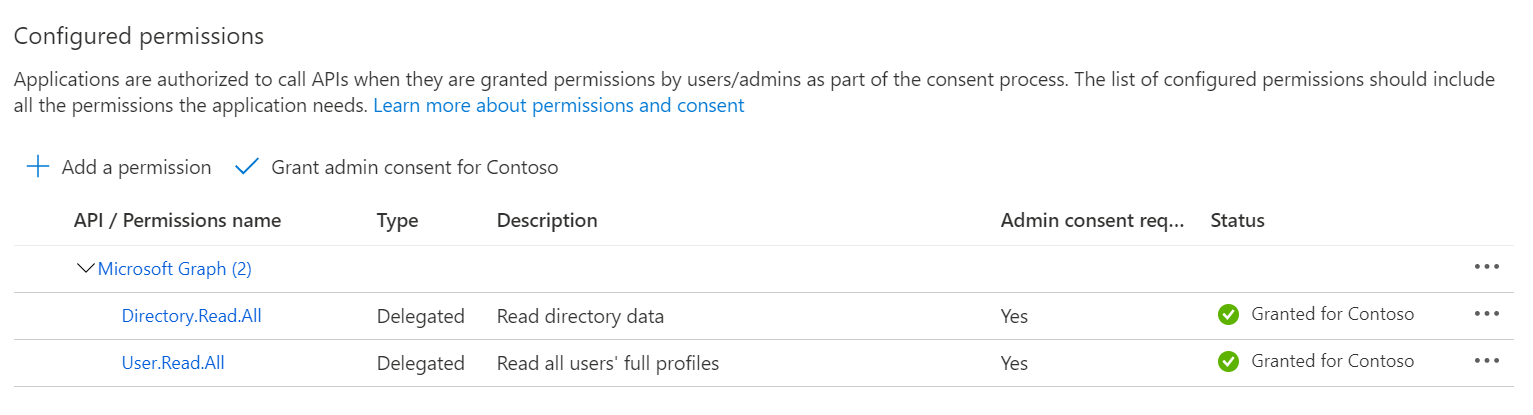 Configured permissions
Applications are authorized to call APIs when they are granted permissions by users/admins as part of the consent process. The list of configured permissions should include
all the permissions the application needs. Learn more about permissions and consent
Add a permission Grant admin consent for Contoso
API / Permissions name Type Description Admin consent req... Status
Microsoft Graph (2)
Directory.Read.All Delegated Read directory data Yes Granted for Contoso
User.Read.All Delegated Read all users' full profiles Yes Granted for Contoso